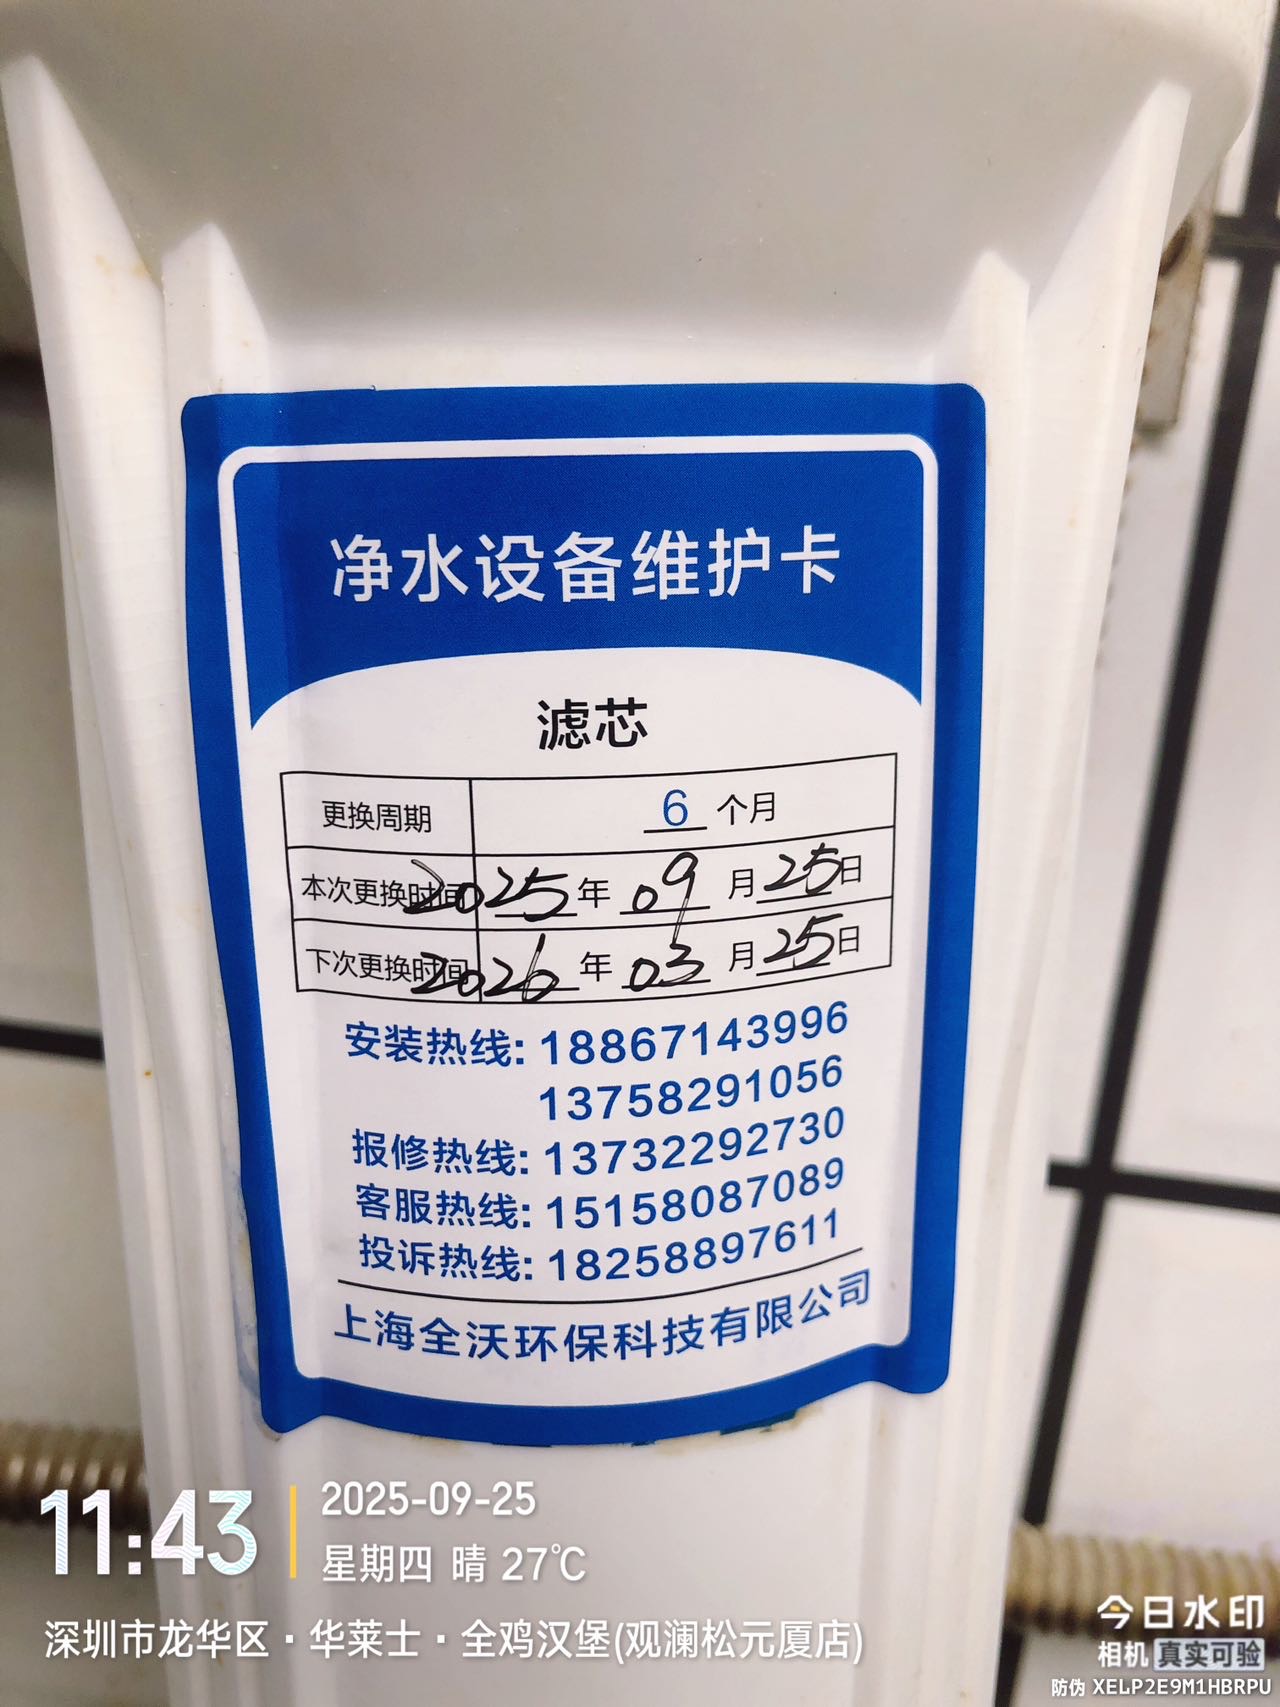 净水设备维护卡
滤芯
更换周期 6 个月
本次更换时间 2025 年 09 月 25 日
下次更换时间 2026 年 03 月 25 日
安装热线: 18867143996
13758291056
报修热线: 13732292730
客服热线: 15158087089
投诉热线: 18258897611
上海全沃环保科技有限公司
11:43
2025-09-25
星期四 晴 27℃
深圳市龙华区·华莱士·全鸡汉堡(观澜松元厦店)
今日水印
相机 真实可验
防伪 XELP2E9M1HBRPU